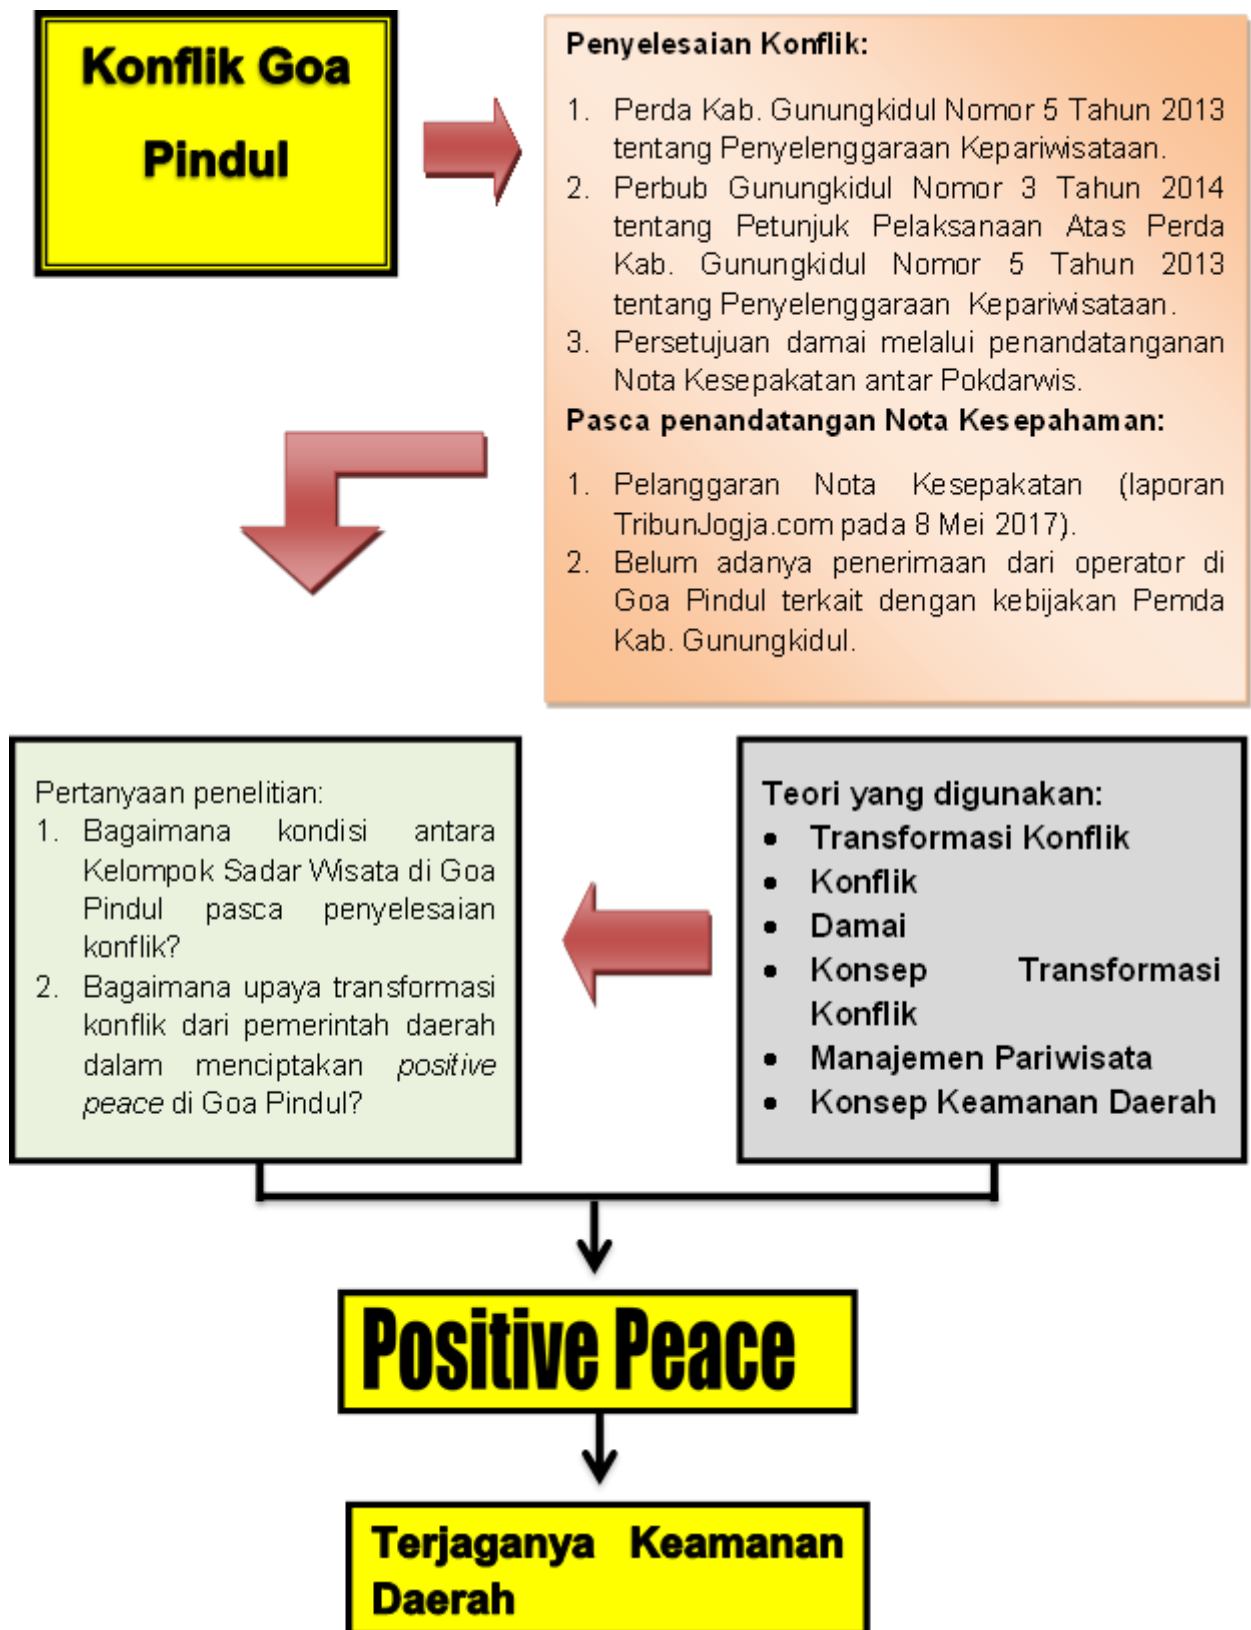 Konflik Goa
Pindul
Penyelesaian Konflik:
1. Perda Kab. Gunungkidul Nomor 5 Tahun 2013
tentang Penyelenggaraan Kepariwisataan.
2. Perbub Gunungkidul Nomor 3 Tahun 2014
tentang Petunjuk Pelaksanaan Atas Perda
Kab. Gunungkidul Nomor 5 Tahun 2013
tentang Penyelenggaraan Kepariwisataan.
3. Persetujuan damai melalui penandatanganan
Nota Kesepakatan antar Pokdarwis.
Pasca penandatangan Nota Kesepahaman:
1. Pelanggaran Nota Kesepakatan (laporan
TribunJogja.com pada 8 Mei 2017).
2. Belum adanya penerimaan dari operator di
Goa Pindul terkait dengan kebijakan Pemda
Kab. Gunungkidul.
Pertanyaan penelitian:
1. Bagaimana kondisi antara
Kelompok Sadar Wisata di Goa
Pindul pasca penyelesaian
konflik?
2. Bagaimana upaya transformasi
konflik dari pemerintah daerah
dalam menciptakan positive
peace di Goa Pindul?
Teori yang digunakan:
• Transformasi Konflik
• Konflik
• Damai
• Konsep Transformasi
Konflik
• Manajemen Pariwisata
• Konsep Keamanan Daerah
Positive Peace
Terjaganya Keamanan
Daerah